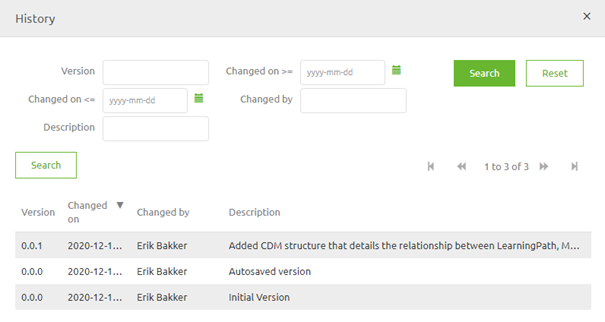 History ×
Version Changed on >= yyyy-mm-dd Search Reset
Changed on <= yyyy-mm-dd Changed by
Description
Search 1 to 3 of 3
Version Changed on ▼ Changed by Description
0.0.1 2020-12-1... Erik Bakker Added CDM structure that details the relationship between LearningPath, M...
0.0.0 2020-12-1... Erik Bakker Autosaved version
0.0.0 2020-12-1... Erik Bakker Initial Version